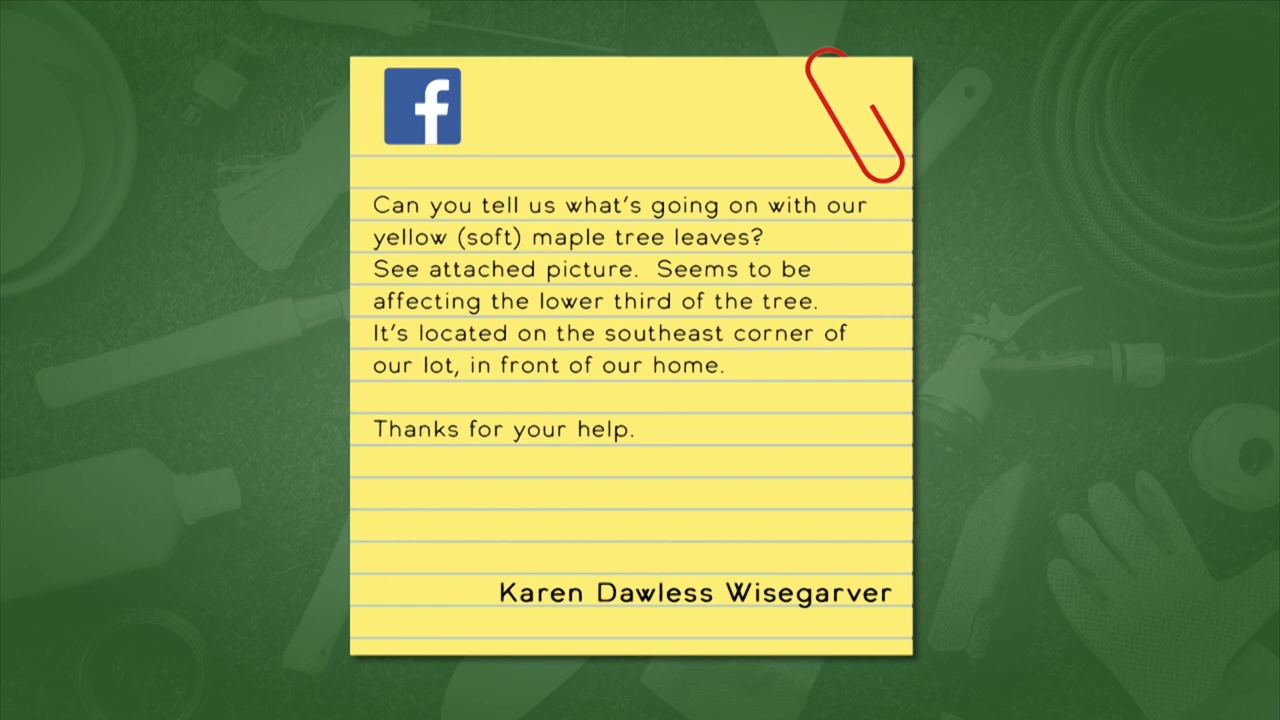 f
Can you tell us what's going on with our
yellow (soft) maple tree leaves?
See attached picture.  Seems to be
affecting the lower third of the tree.
It's located on the southeast corner of
our lot, in front of our home.
Thanks for your help.
Karen Dawless Wisegarver